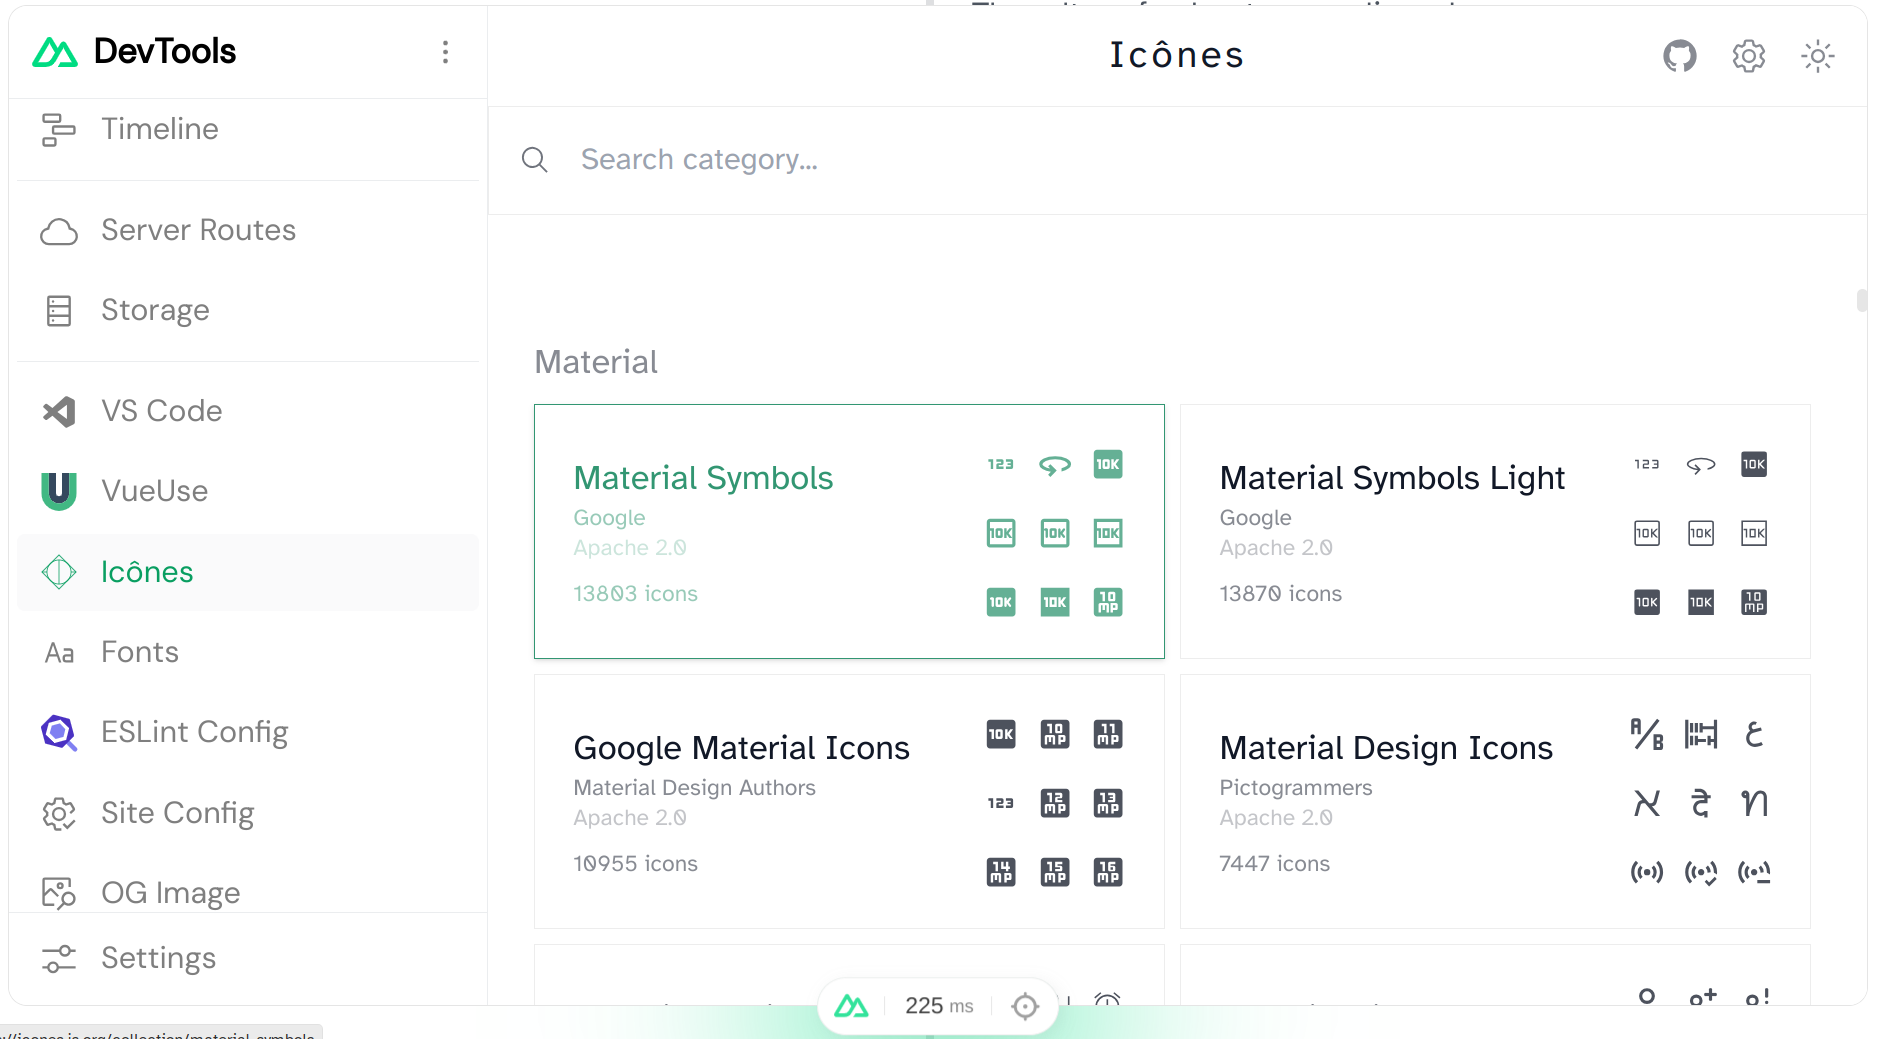 DevTools
Timeline
Server Routes
Storage
VS Code
VueUse
Icônes
Fonts
ESLint Config
Site Config
OG Image
Settings
Icônes
Search category...
Material
Material Symbols
Google
Apache 2.0
13803 icons
123
10K
10K
10K
10K
10K
10K
10 MP
Material Symbols Light
Google
Apache 2.0
13870 icons
123
10K
10K
10K
10K
10K
10K
10 MP
Google Material Icons
Material Design Authors
Apache 2.0
10955 icons
10K
10 MP
11 MP
123
12 MP
13 MP
14 MP
15 MP
16 MP
Material Design Icons
Pictogrammers
Apache 2.0
7447 icons
A/B
ع
א
दे
ท
225 ms
//icones.js.org/collection/material-symbols